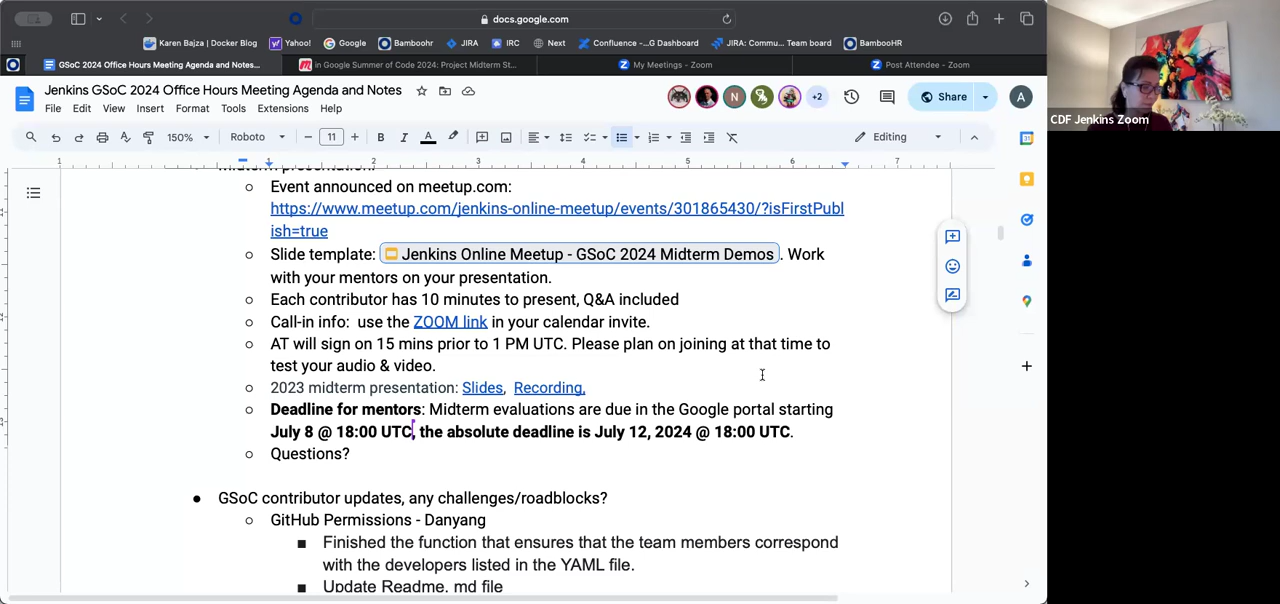 docs.google.com
Karen Bajza | Docker Blog
Yahoo!
Google
Bamboohr
JIRA
IRC
Next
Confluence ...G Dashboard
JIRA: Commu... Team board
BambooHR
GSoC 2024 Office Hours Meeting Agenda and Notes...
in Google Summer of Code 2024: Project Midterm St...
My Meetings - Zoom
Post Attendee - Zoom
Jenkins GSoC 2024 Office Hours Meeting Agenda and Notes
File Edit View Insert Format Tools Extensions Help
N
+2
Share
A
150%
Roboto
11
Editing
1 1 2 3 4 5 6 7
Midterm presentation:
Event announced on meetup.com:
https://www.meetup.com/jenkins-online-meetup/events/301865430/?isFirstPubl
ish=true
Slide template: Jenkins Online Meetup - GSoC 2024 Midterm Demos . Work
with your mentors on your presentation.
Each contributor has 10 minutes to present, Q&A included
Call-in info: use the ZOOM link in your calendar invite.
AT will sign on 15 mins prior to 1 PM UTC. Please plan on joining at that time to
test your audio & video.
2023 midterm presentation: Slides, Recording,
Deadline for mentors: Midterm evaluations are due in the Google portal starting
July 8 @ 18:00 UTC, the absolute deadline is July 12, 2024 @ 18:00 UTC.
Questions?
GSoC contributor updates, any challenges/roadblocks?
GitHub Permissions - Danyang
Finished the function that ensures that the team members correspond
with the developers listed in the YAML file.
Update Readme. md file
CDF Jenkins Zoom